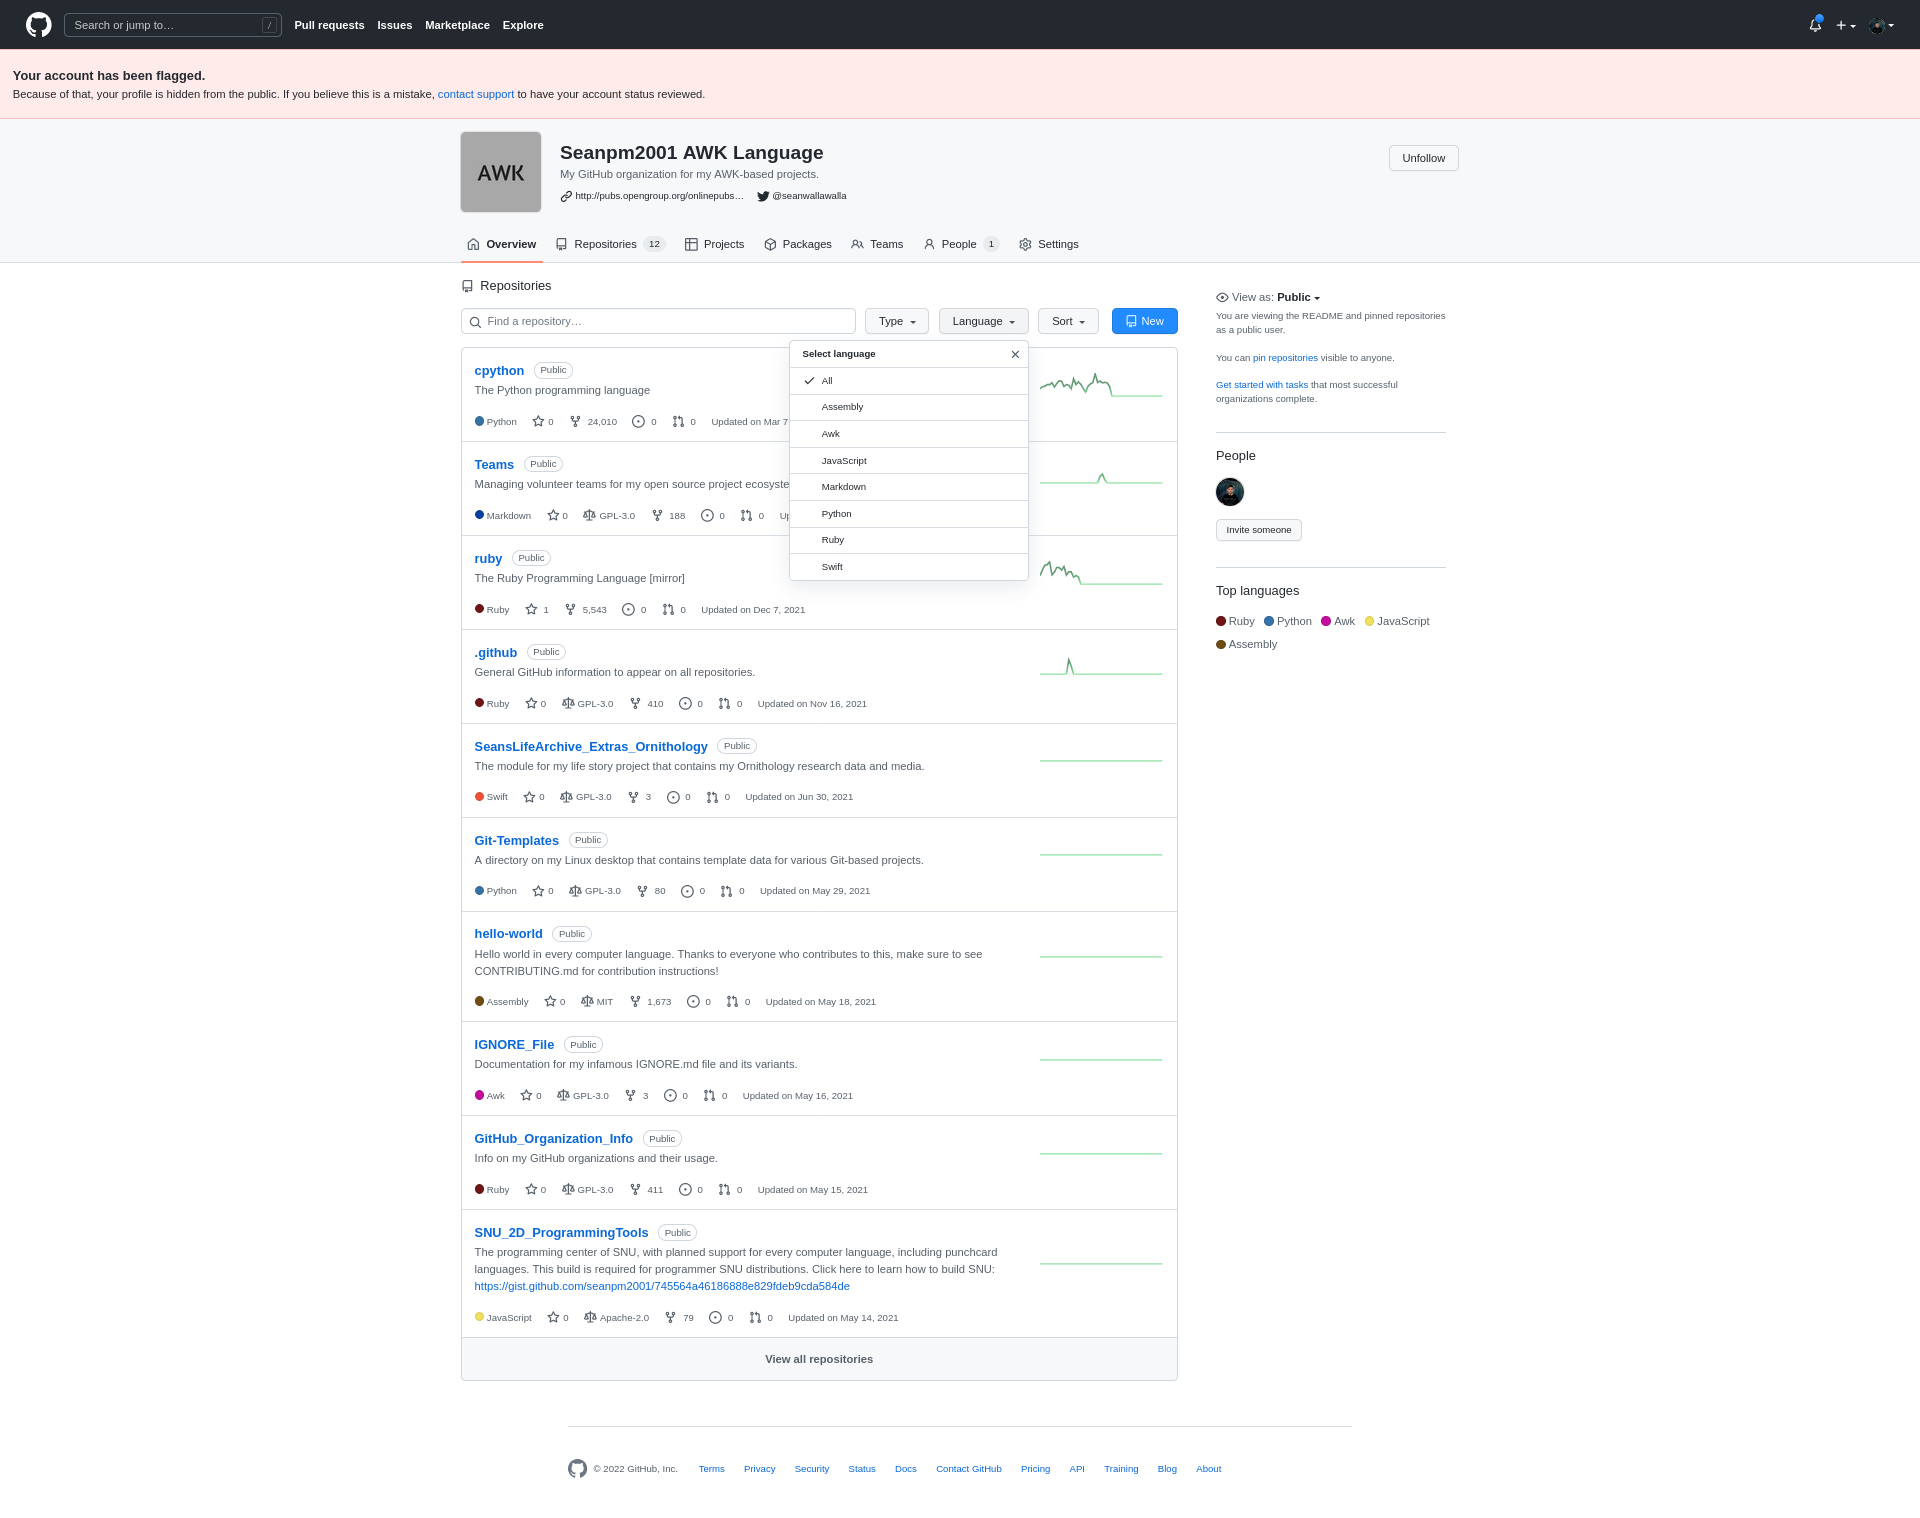 Search or jump to…
/
Pull requests Issues Marketplace Explore
Your account has been flagged.
Because of that, your profile is hidden from the public. If you believe this is a mistake, contact support to have your account status reviewed.
AWK
Seanpm2001 AWK Language
My GitHub organization for my AWK-based projects.
http://pubs.opengroup.org/onlinepubs… @seanwallawalla
Unfollow
Overview Repositories 12 Projects Packages Teams People 1 Settings
Repositories
Find a repository…
Type Language Sort New
Select language
All
Assembly
Awk
JavaScript
Markdown
Python
Ruby
Swift
cpython Public
The Python programming language
Python 0 24,010 0 0 Updated on Mar 7
Teams Public
Managing volunteer teams for my open source project ecosyste
Markdown 0 GPL-3.0 188 0 0 Up
ruby Public
The Ruby Programming Language [mirror]
Ruby 1 5,543 0 0 Updated on Dec 7, 2021
.github Public
General GitHub information to appear on all repositories.
Ruby 0 GPL-3.0 410 0 0 Updated on Nov 16, 2021
SeansLifeArchive_Extras_Ornithology Public
The module for my life story project that contains my Ornithology research data and media.
Swift 0 GPL-3.0 3 0 0 Updated on Jun 30, 2021
Git-Templates Public
A directory on my Linux desktop that contains template data for various Git-based projects.
Python 0 GPL-3.0 80 0 0 Updated on May 29, 2021
hello-world Public
Hello world in every computer language. Thanks to everyone who contributes to this, make sure to see
CONTRIBUTING.md for contribution instructions!
Assembly 0 MIT 1,673 0 0 Updated on May 18, 2021
IGNORE_File Public
Documentation for my infamous IGNORE.md file and its variants.
Awk 0 GPL-3.0 3 0 0 Updated on May 16, 2021
GitHub_Organization_Info Public
Info on my GitHub organizations and their usage.
Ruby 0 GPL-3.0 411 0 0 Updated on May 15, 2021
SNU_2D_ProgrammingTools Public
The programming center of SNU, with planned support for every computer language, including punchcard
languages. This build is required for programmer SNU distributions. Click here to learn how to build SNU:
https://gist.github.com/seanpm2001/745564a46186888e829fdeb9cda584de
JavaScript 0 Apache-2.0 79 0 0 Updated on May 14, 2021
View all repositories
View as: Public
You are viewing the README and pinned repositories
as a public user.
You can pin repositories visible to anyone.
Get started with tasks that most successful
organizations complete.
People
Invite someone
Top languages
Ruby Python Awk JavaScript
Assembly
© 2022 GitHub, Inc. Terms Privacy Security Status Docs Contact GitHub Pricing API Training Blog About